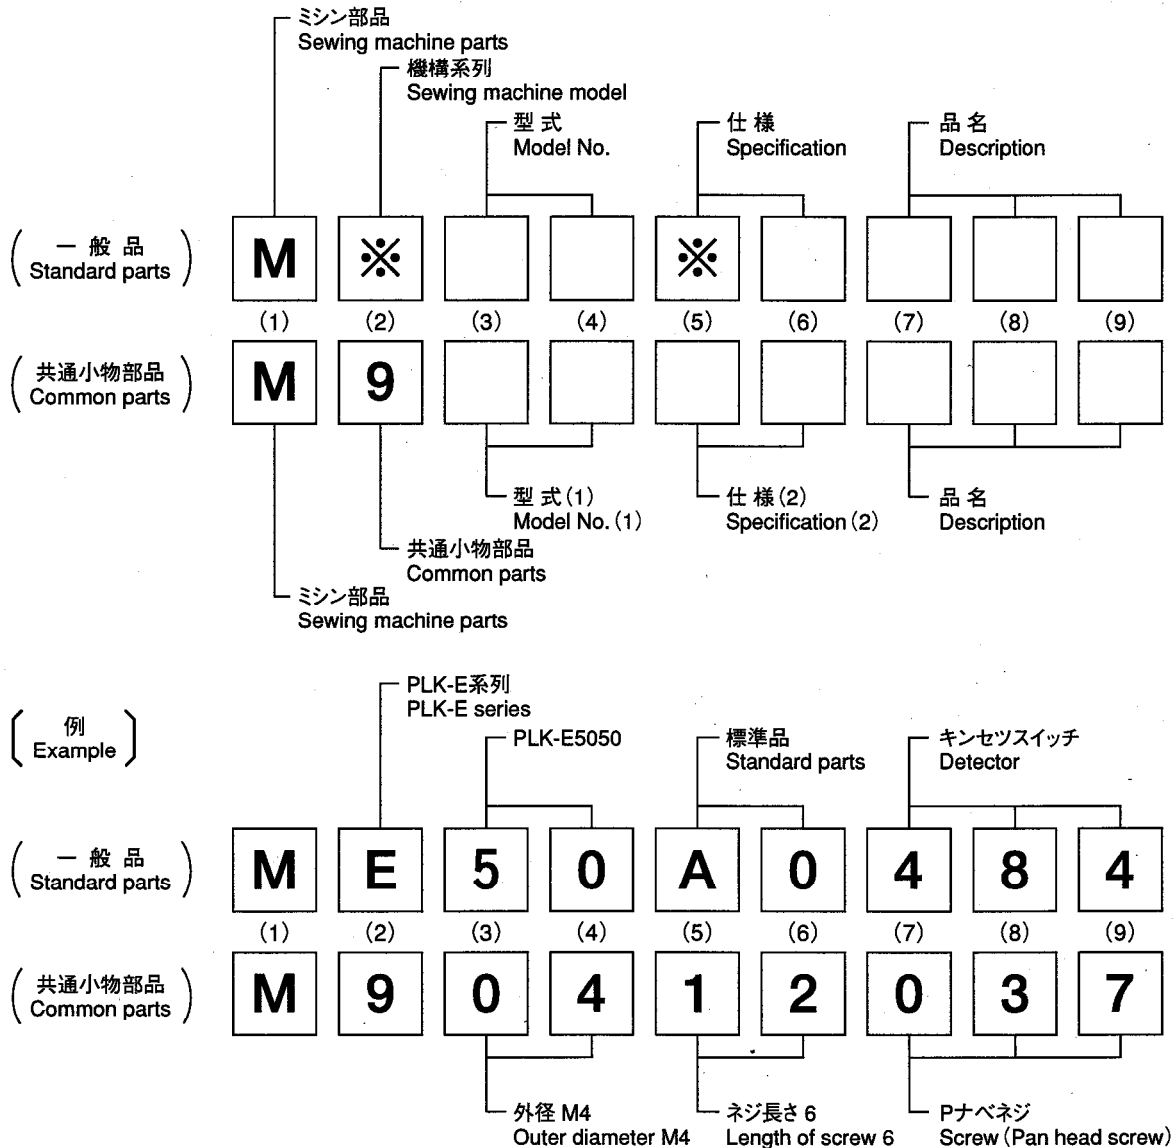 ミシン部品
Sewing machine parts
機構系列
Sewing machine model
型 式
Model No.
仕 様
Specification
品 名
Description
(一 般 品
Standard parts)
M ※ ※
(1) (2) (3) (4) (5) (6) (7) (8) (9)
(共通小物部品
Common parts)
M 9
型 式(1)
Model No. (1)
仕 様(2)
Specification (2)
品 名
Description
共通小物部品
Common parts
ミシン部品
Sewing machine parts
〔例
Example〕
PLK-E系列
PLK-E series
PLK-E5050
標準品
Standard parts
キンセツスイッチ
Detector
(一 般 品
Standard parts)
M E 5 0 A 0 4 8 4
(1) (2) (3) (4) (5) (6) (7) (8) (9)
(共通小物部品
Common parts)
M 9 0 4 1 2 0 3 7
外径 M4
Outer diameter M4
ネジ長さ 6
Length of screw 6
Pナベネジ
Screw (Pan head screw)